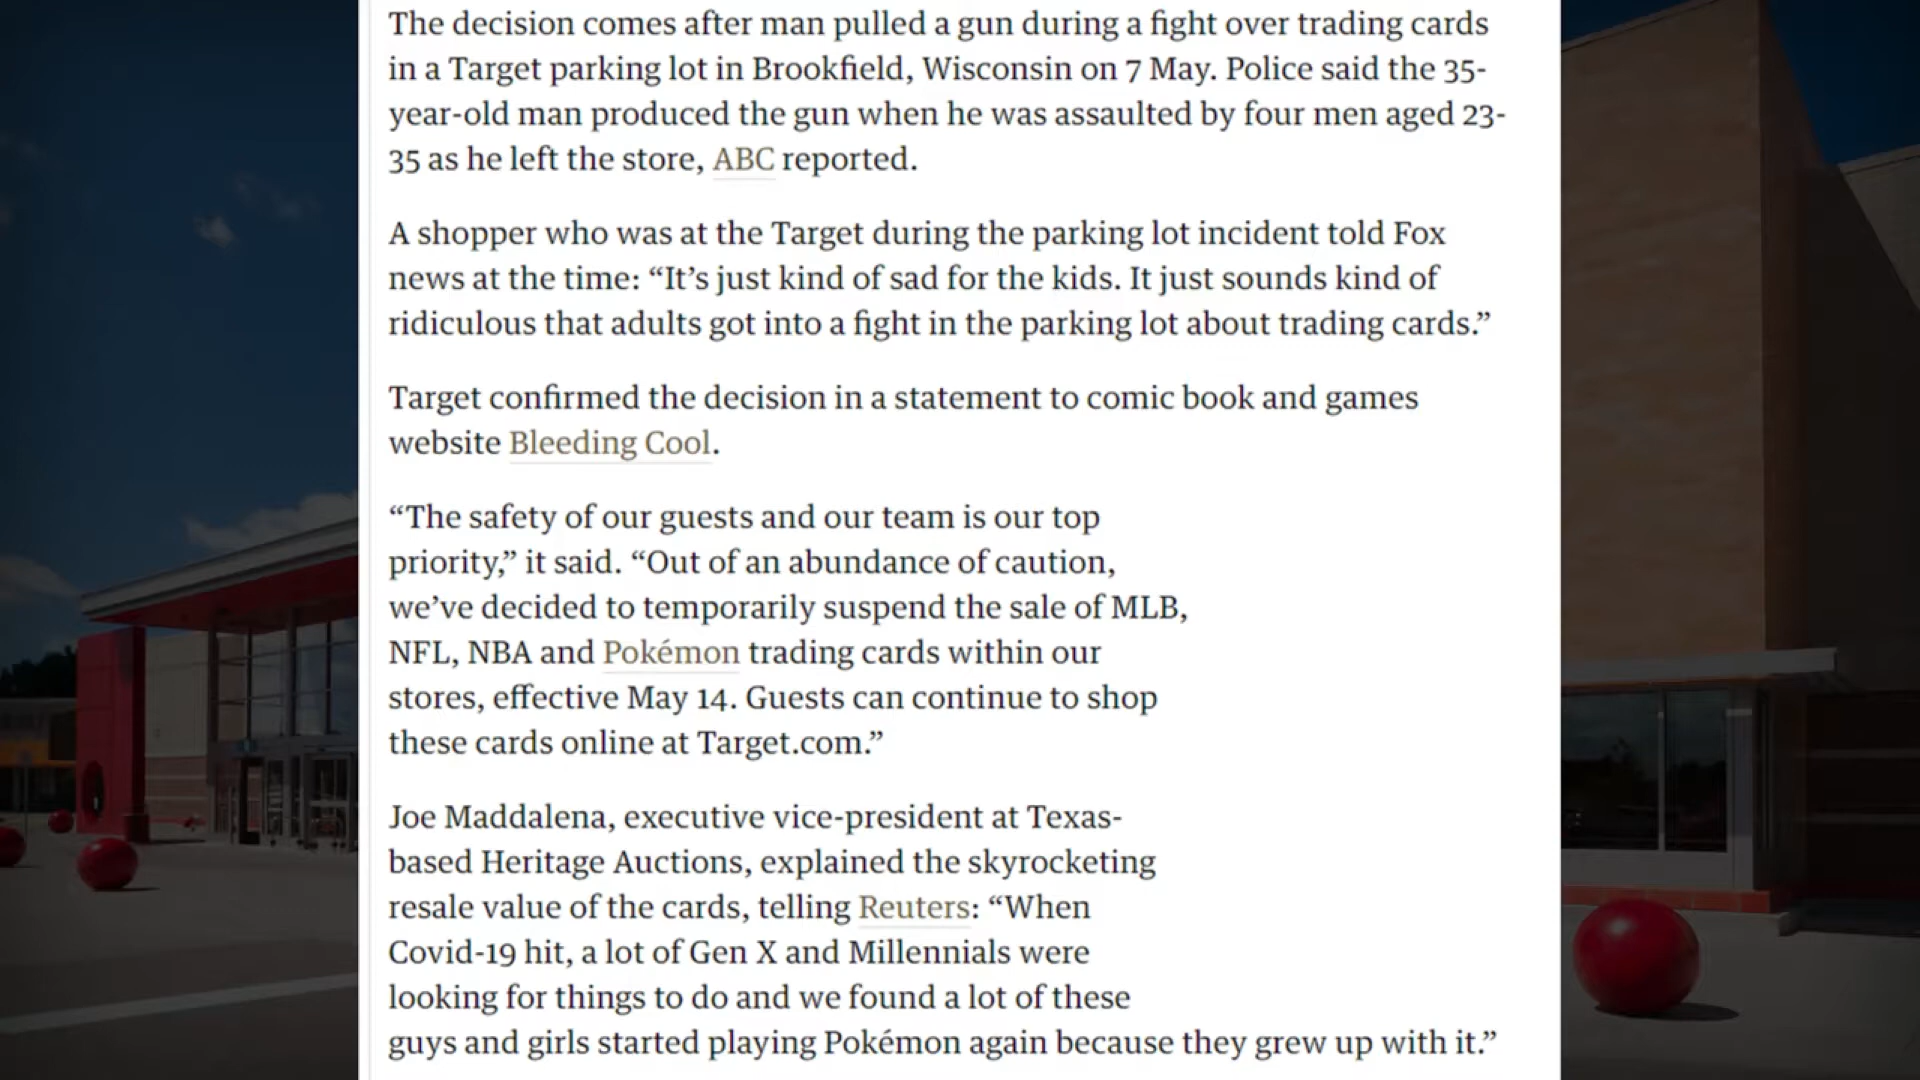 The decision comes after man pulled a gun during a fight over trading cards
in a Target parking lot in Brookfield, Wisconsin on 7 May. Police said the 35-
year-old man produced the gun when he was assaulted by four men aged 23-
35 as he left the store, ABC reported.
A shopper who was at the Target during the parking lot incident told Fox
news at the time: “It’s just kind of sad for the kids. It just sounds kind of
ridiculous that adults got into a fight in the parking lot about trading cards.”
Target confirmed the decision in a statement to comic book and games
website Bleeding Cool.
“The safety of our guests and our team is our top
priority,” it said. “Out of an abundance of caution,
we’ve decided to temporarily suspend the sale of MLB,
NFL, NBA and Pokémon trading cards within our
stores, effective May 14. Guests can continue to shop
these cards online at Target.com.”
Joe Maddalena, executive vice-president at Texas-
based Heritage Auctions, explained the skyrocketing
resale value of the cards, telling Reuters: “When
Covid-19 hit, a lot of Gen X and Millennials were
looking for things to do and we found a lot of these
guys and girls started playing Pokémon again because they grew up with it.”